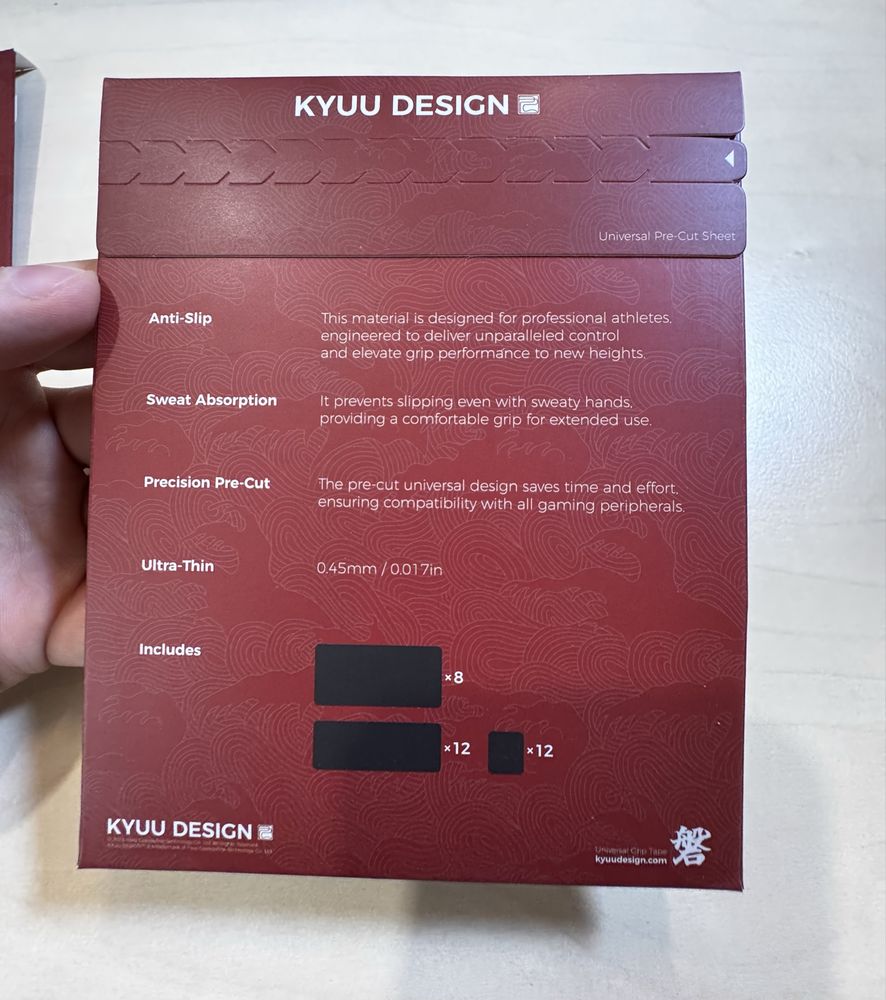 KYUU DESIGN
Universal Pre-Cut Sheet
Anti-Slip
This material is designed for professional athletes,
engineered to deliver unparalleled control
and elevate grip performance to new heights.
Sweat Absorption
It prevents slipping even with sweaty hands,
providing a comfortable grip for extended use.
Precision Pre-Cut
The pre-cut universal design saves time and effort,
ensuring compatibility with all gaming peripherals.
Ultra-Thin
0.45mm / 0.017in
Includes
×8
×12
×12
KYUU DESIGN
Universal Grip Tape
kyuudesign.com
磐